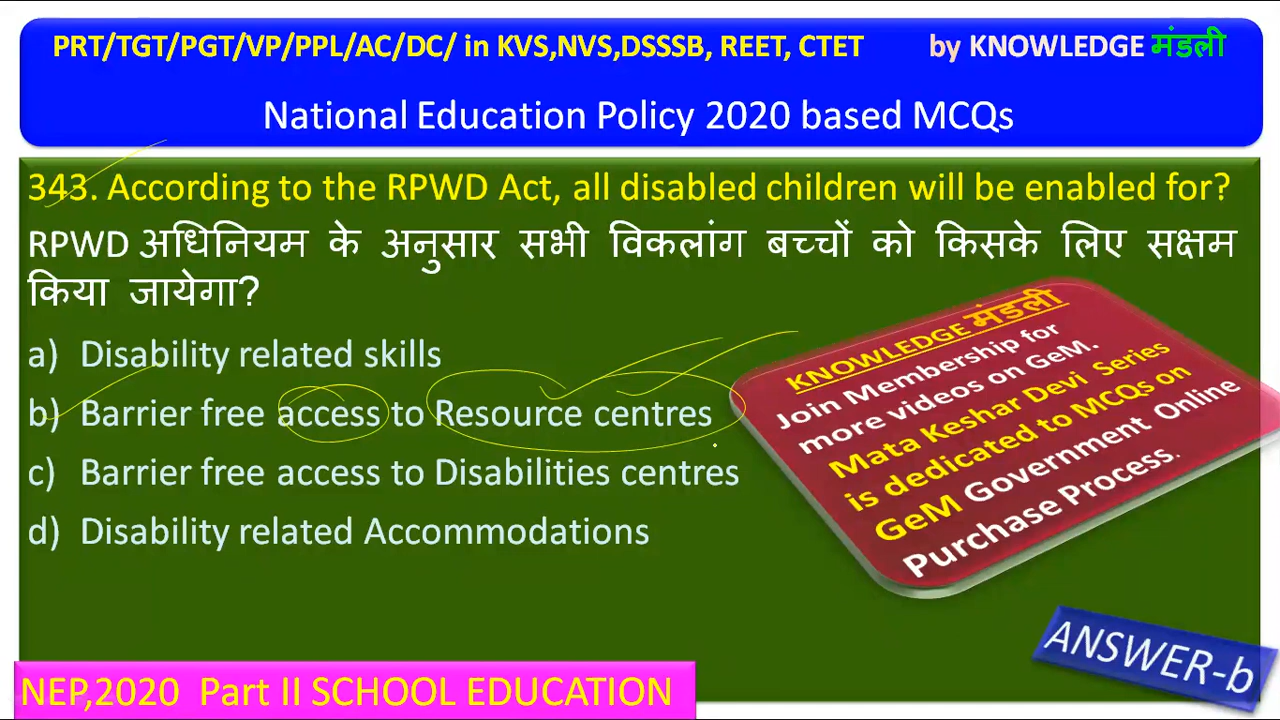 PRT/TGT/PGT/VP/PPL/AC/DC/ in KVS,NVS,DSSSB, REET, CTET by KNOWLEDGE मंडली
National Education Policy 2020 based MCQs
343. According to the RPWD Act, all disabled children will be enabled for?
RPWD अधिनियम के अनुसार सभी विकलांग बच्चों को किसके लिए सक्षम
किया जायेगा?
a) Disability related skills
b) Barrier free access to Resource centres
c) Barrier free access to Disabilities centres
d) Disability related Accommodations
KNOWLEDGE मंडली
Join Membership for
more videos on GeM.
Mata Keshar Devi Series
is dedicated to MCQs on
GeM Government Online
Purchase Process.
ANSWER-b
NEP,2020 Part II SCHOOL EDUCATION